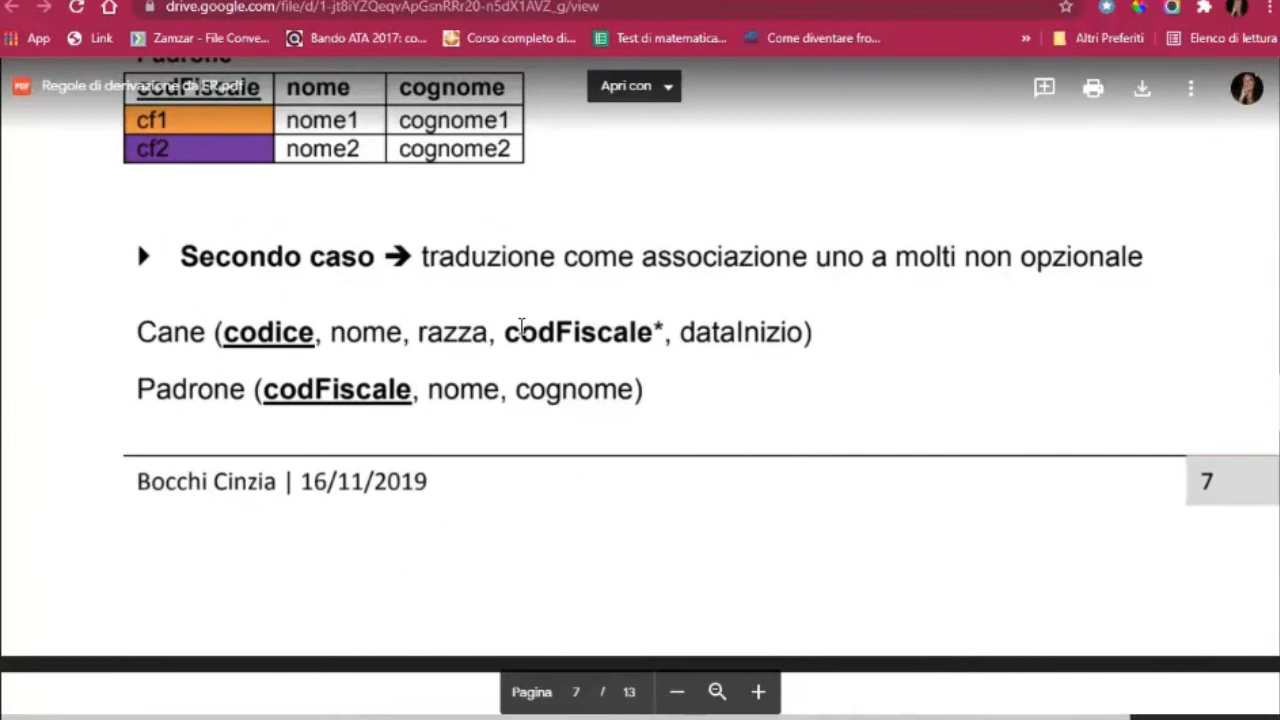 drive.google.com/file/d/1-jt8iYZQeqvApGsnRRr20-n5dX1AVZ_g/view
App Link Zamzar - File Conve... Bando ATA 2017: co... Corso completo di... Test di matematica... Come diventare fro... » Altri Preferiti Elenco di lettura
Padrone
PDF Regole di derivazione da ER.pdf Apri con
codFiscale nome cognome
cf1 nome1 cognome1
cf2 nome2 cognome2
Secondo caso ➔ traduzione come associazione uno a molti non opzionale
Cane (codice, nome, razza, codFiscale*, dataInizio)
Padrone (codFiscale, nome, cognome)
Bocchi Cinzia | 16/11/2019 7
Pagina 7 / 13